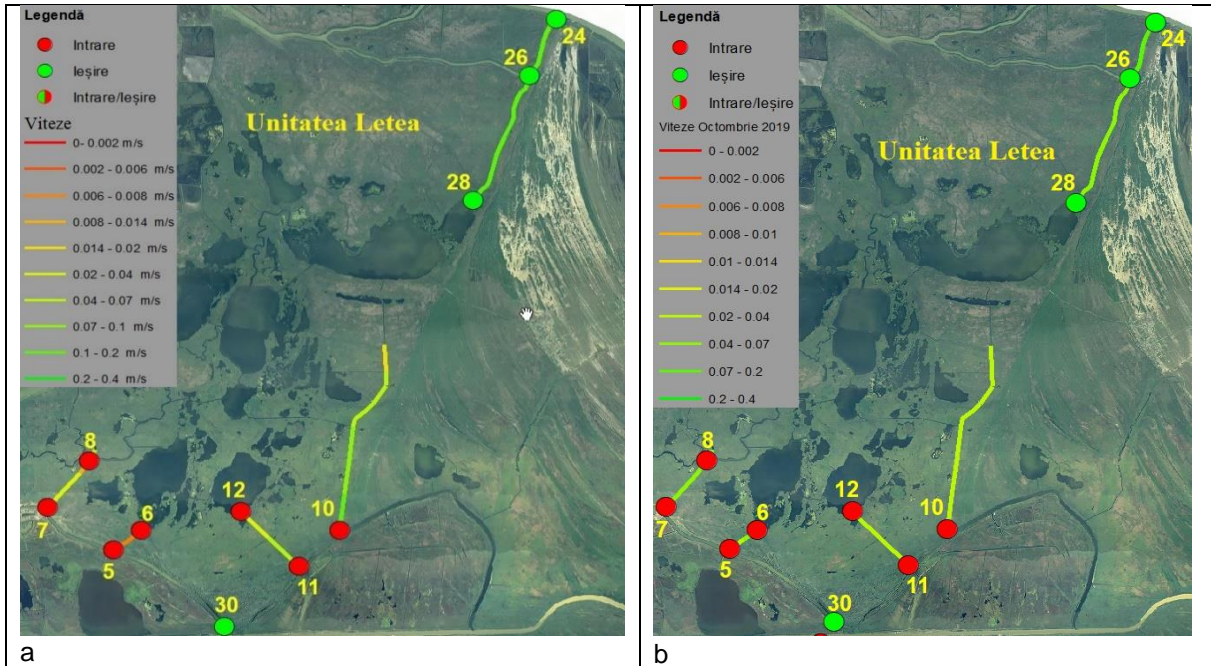 Legendă
Intrare
Ieșire
Intrare/Ieșire
Viteze
0- 0.002 m/s
0.002 - 0.006 m/s
0.006 - 0.008 m/s
0.008 - 0.014 m/s
0.014 - 0.02 m/s
0.02 - 0.04 m/s
0.04 - 0.07 m/s
0.07 - 0.1 m/s
0.1 - 0.2 m/s
0.2 - 0.4 m/s
Unitatea Letea
24
26
28
8
7
6
5
12
10
11
30
a
Legendă
Intrare
Ieșire
Intrare/Ieșire
Viteze Octombrie 2019
0 - 0.002
0.002 - 0.006
0.006 - 0.008
0.008 - 0.01
0.01 - 0.014
0.014 - 0.02
0.02 - 0.04
0.04 - 0.07
0.07 - 0.2
0.2 - 0.4
Unitatea Letea
24
26
28
8
7
6
5
12
10
11
30
b